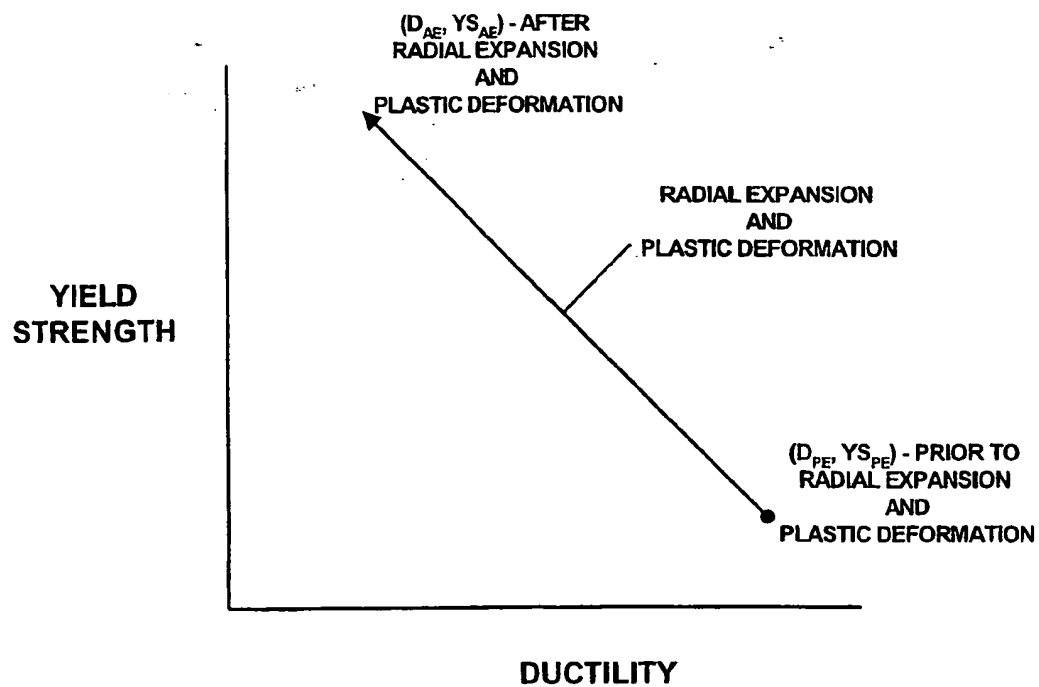 (D_AE, YS_AE) - AFTER
RADIAL EXPANSION
AND
PLASTIC DEFORMATION
RADIAL EXPANSION
AND
PLASTIC DEFORMATION
YIELD
STRENGTH
(D_PE, YS_PE) - PRIOR TO
RADIAL EXPANSION
AND
PLASTIC DEFORMATION
DUCTILITY